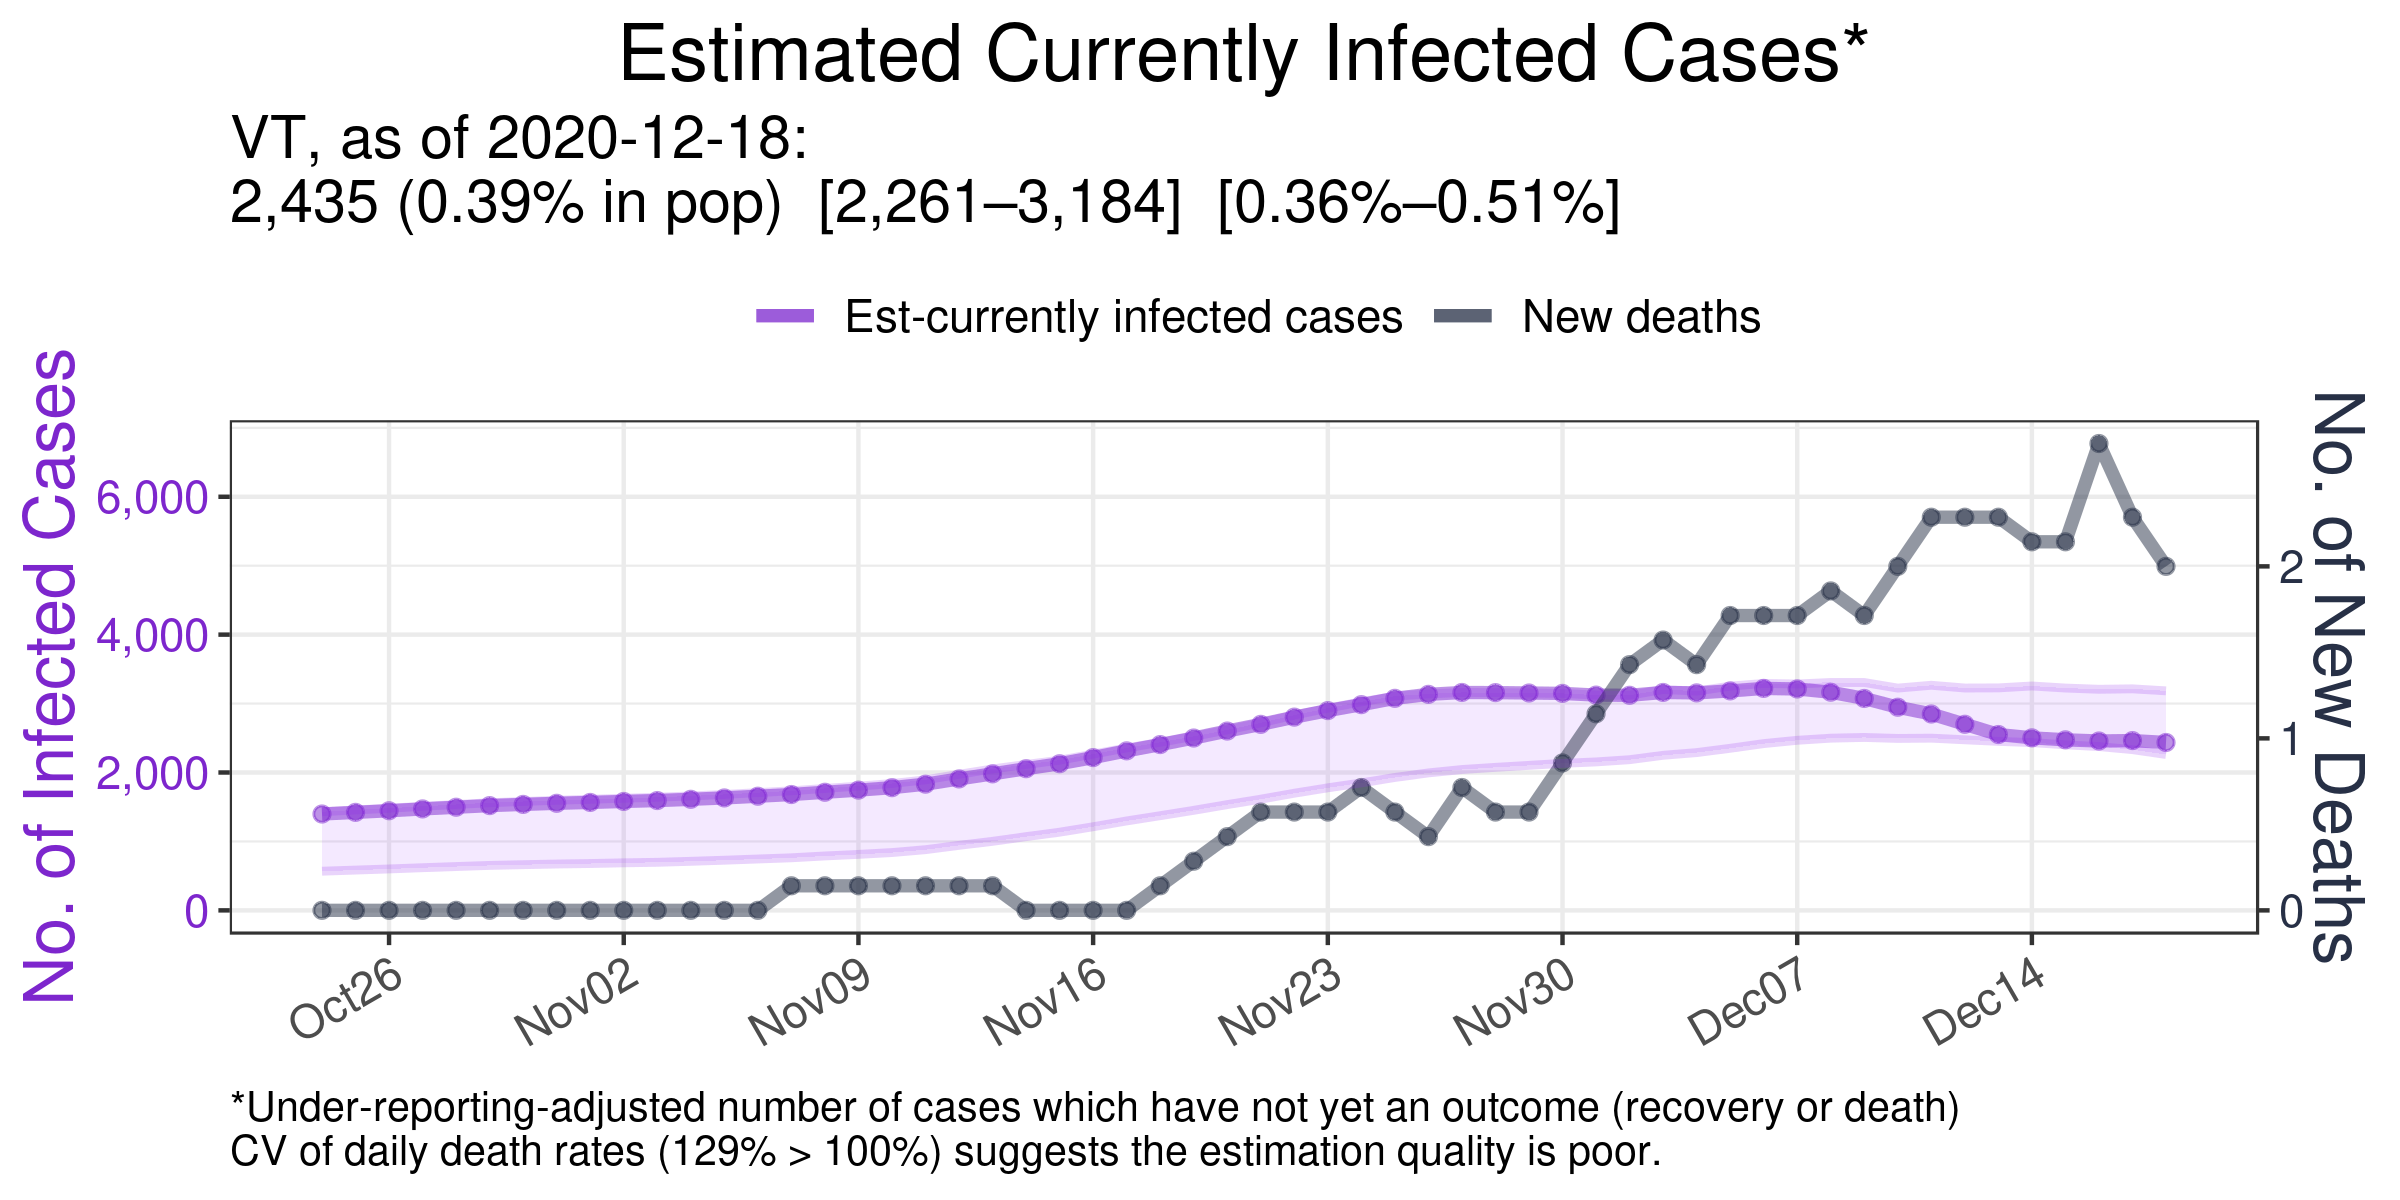 Estimated Currently Infected Cases*
VT, as of 2020-12-18:
2,435 (0.39% in pop) [2,261–3,184] [0.36%–0.51%]
Est-currently infected cases
New deaths
No. of Infected Cases
6,000
4,000
2,000
0
2
1
0
No. of New Deaths
Oct26
Nov02
Nov09
Nov16
Nov23
Nov30
Dec07
Dec14
*Under-reporting-adjusted number of cases which have not yet an outcome (recovery or death)
CV of daily death rates (129% > 100%) suggests the estimation quality is poor.